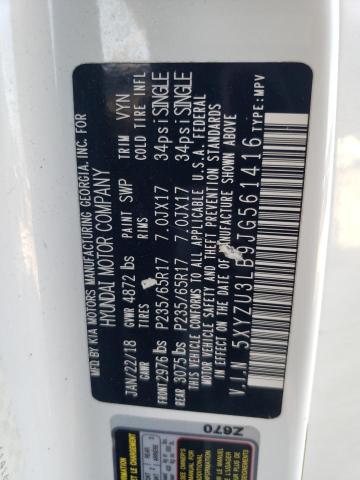 MFD BY KIA MOTORS MANUFACTURING GEORGIA, INC. FOR
HYUNDAI MOTOR COMPANY
JAN/22/18 GVWR 4872 lbs PAINT SWP TRIM VYN
GAWR TIRES RIMS COLD TIRE INFL
FRONT 2976 lbs P235/65R17 7.0JX17 34psi SINGLE
REAR 3075 lbs P235/65R17 7.0JX17 34psi SINGLE
THIS VEHICLE CONFORMS TO ALL APPLICABLE U.S.A. FEDERAL
MOTOR VEHICLE SAFETY AND THEFT PREVENTION STANDARDS
IN EFFECT ON THE DATE OF MANUFACTURE SHOWN ABOVE.
V.I.N 5XYZU3LB9JG561416 TYPE: MPV
Z670